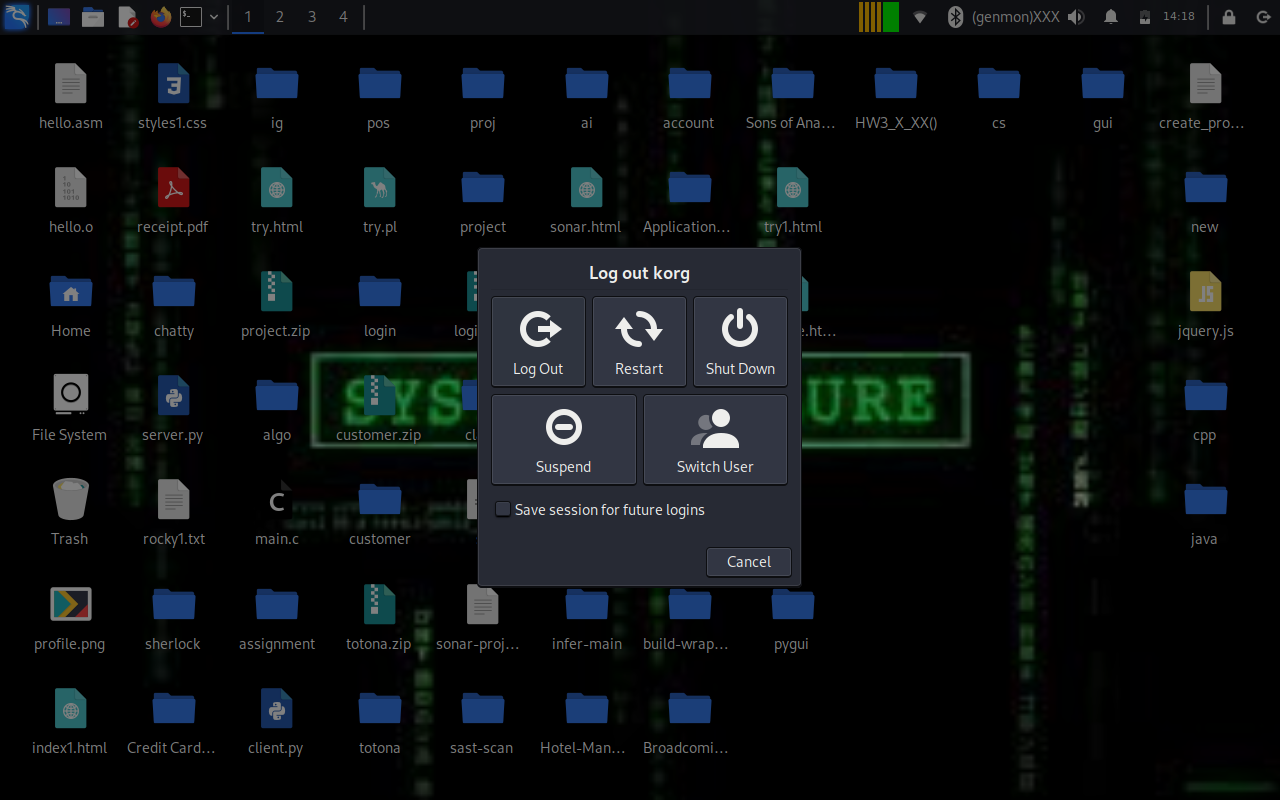 1 2 3 4
(genmon)XXX
14:18
hello.asm
styles1.css
ig
pos
proj
ai
account
Sons of Ana...
HW3_X_XX()
cs
gui
create_pro...
hello.o
receipt.pdf
try.html
try.pl
project
sonar.html
Application...
try1.html
new
Home
chatty
project.zip
login
jquery.js
File System
server.py
algo
customer.zip
cpp
Trash
rocky1.txt
main.c
customer
java
Log out korg
Log Out
Restart
Shut Down
Suspend
Switch User
Save session for future logins
Cancel
profile.png
sherlock
assignment
totona.zip
sonar-proj...
infer-main
build-wrap...
pygui
index1.html
Credit Card...
client.py
totona
sast-scan
Hotel-Man...
Broadcomi...